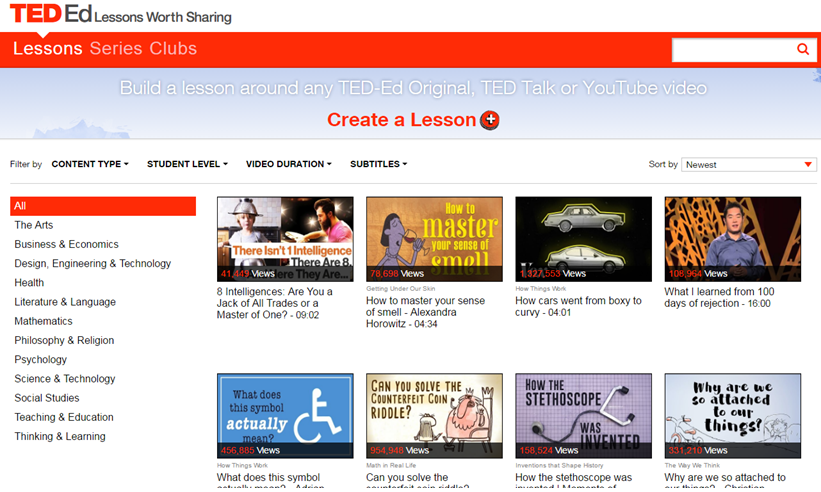 TED Ed Lessons Worth Sharing
Lessons Series Clubs
Build a lesson around any TED-Ed Original, TED Talk or YouTube video
Create a Lesson
Filter by CONTENT TYPE STUDENT LEVEL VIDEO DURATION SUBTITLES Sort by Newest
All
The Arts
Business & Economics
Design, Engineering & Technology
Health
Literature & Language
Mathematics
Philosophy & Religion
Psychology
Science & Technology
Social Studies
Teaching & Education
Thinking & Learning
There Isn't 1 Intelligence
There Are 8,
Here They Are...
41,449 Views
8 Intelligences: Are You a
Jack of All Trades or a
Master of One? - 09:02
How to
master
your sense of
smell
78,698 Views
Getting Under Our Skin
How to master your sense
of smell - Alexandra
Horowitz - 04:34
1,327,553 Views
How Things Work
How cars went from boxy to
curvy - 04:01
108,964 Views
What I learned from 100
days of rejection - 16:00
What does
this symbol
actually
mean?
456,885 Views
How Things Work
What does this symbol
actually mean? - Adrian
CAN YOU SOLVE THE
COUNTERFEIT COIN
RIDDLE?
954,948 Views
Math in Real Life
Can you solve the
counterfeit coin riddle?
HOW THE
STETHOSCOPE
WAS
INVENTED
158,524 Views
Inventions that Shape History
How the stethoscope was
invented | Moments of
Why are we
so attached
to our
things?
331,210 Views
The Way We Think
Why are we so attached to
our things? - Christian